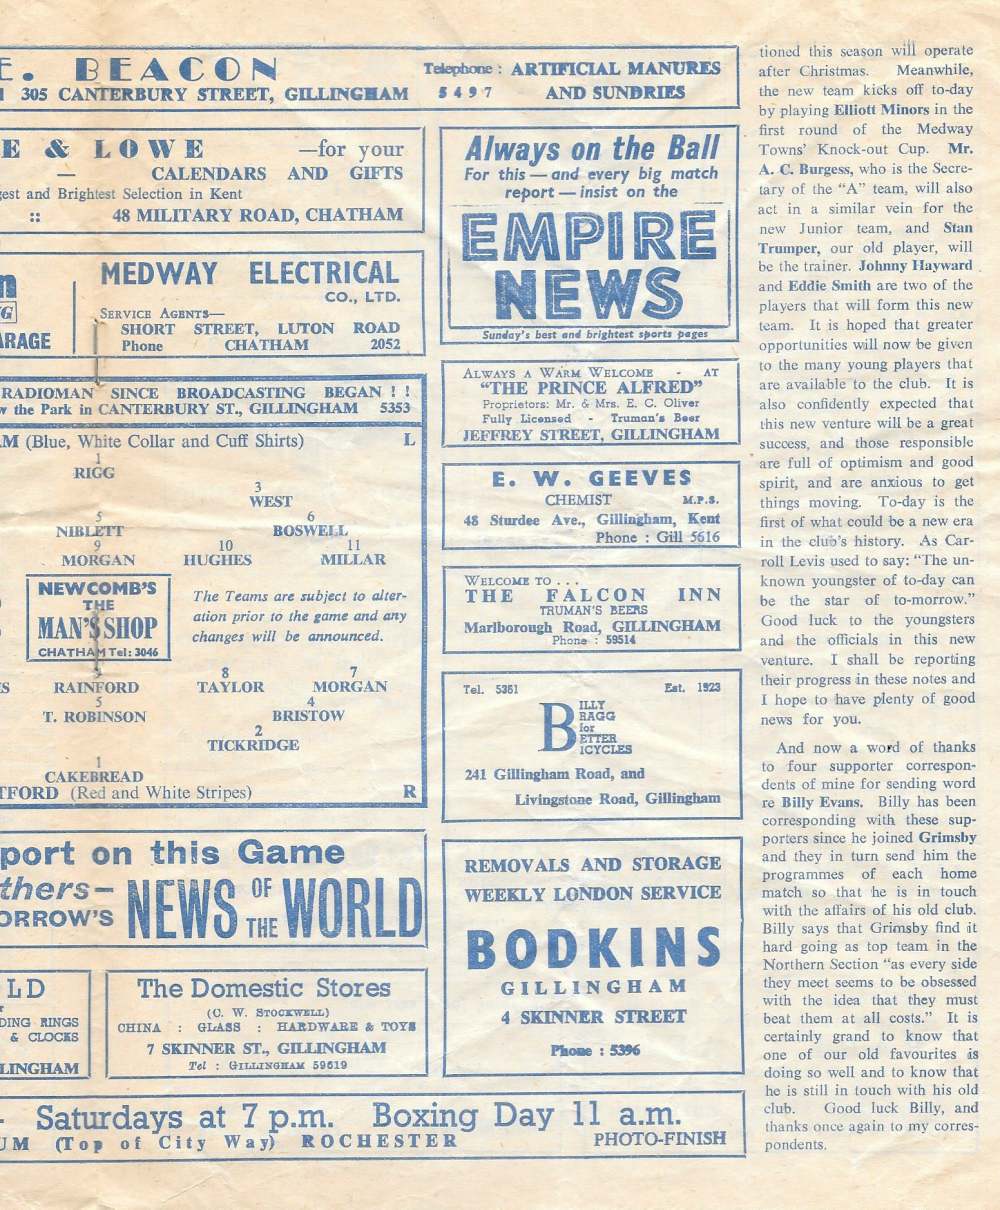 E. BEACON
305 CANTERBURY STREET, GILLINGHAM
Telephone : ARTIFICIAL MANURES
5497 AND SUNDRIES
E & LOWE —for your
— CALENDARS AND GIFTS
gest and Brightest Selection in Kent
:: 48 MILITARY ROAD, CHATHAM
n
NG
ARAGE
MEDWAY ELECTRICAL
CO., LTD.
SERVICE AGENTS—
SHORT STREET, LUTON ROAD
Phone CHATHAM 2052
RADIOMAN SINCE BROADCASTING BEGAN ! !
w the Park in CANTERBURY ST., GILLINGHAM 5353
AM (Blue, White Collar and Cuff Shirts) L
1
RIGG
3
WEST
5 6
NIBLETT BOSWELL
9 10 11
MORGAN HUGHES MILLAR
NEWCOMB'S
THE
MAN'S SHOP
CHATHAM Tel: 3046
The Teams are subject to alter-
ation prior to the game and any
changes will be announced.
8 7
S RAINFORD TAYLOR MORGAN
5 4
T. ROBINSON BRISTOW
2
TICKRIDGE
1
CAKEBREAD
TFORD (Red and White Stripes) R
port on this Game
thers—
ORROW'S NEWS OF THE WORLD
LD
DING RINGS
& CLOCKS
LINGHAM
The Domestic Stores
(C. W. STOCKWELL)
CHINA : GLASS : HARDWARE & TOYS
7 SKINNER ST., GILLINGHAM
Tel : GILLINGHAM 59619
Saturdays at 7 p.m. Boxing Day 11 a.m.
UM (Top of City Way) ROCHESTER PHOTO-FINISH
Always on the Ball
For this — and every big match
report — insist on the
EMPIRE
NEWS
Sunday's best and brightest sports pages
ALWAYS A WARM WELCOME - AT
"THE PRINCE ALFRED"
Proprietors: Mr. & Mrs. E. C. Oliver
Fully Licensed - Truman's Beer
JEFFREY STREET, GILLINGHAM
E. W. GEEVES
CHEMIST M.P.S.
48 Sturdee Ave., Gillingham, Kent
Phone : Gill 5616
WELCOME TO . . .
THE FALCON INN
TRUMAN'S BEERS
Marlborough Road, GILLINGHAM
Phone : 59514
Tel. 5361 Est. 1923
BILLY
BAGG
for
BETTER
BICYCLES
241 Gillingham Road, and
Livingstone Road, Gillingham
REMOVALS AND STORAGE
WEEKLY LONDON SERVICE
BODKINS
GILLINGHAM
4 SKINNER STREET
Phone : 5396
tioned this season will operate
after Christmas. Meanwhile,
the new team kicks off to-day
by playing Elliott Minors in the
first round of the Medway
Towns' Knock-out Cup. Mr.
A. C. Burgess, who is the Secre-
tary of the "A" team, will also
act in a similar vein for the
new Junior team, and Stan
Trumper, our old player, will
be the trainer. Johnny Hayward
and Eddie Smith are two of the
players that will form this new
team. It is hoped that greater
opportunities will now be given
to the many young players that
are available to the club. It is
also confidently expected that
this new venture will be a great
success, and those responsible
are full of optimism and good
spirit, and are anxious to get
things moving. To-day is the
first of what could be a new era
in the club's history. As Car-
roll Levis used to say: "The un-
known youngster of to-day can
be the star of to-morrow."
Good luck to the youngsters
and the officials in this new
venture. I shall be reporting
their progress in these notes and
I hope to have plenty of good
news for you.
And now a word of thanks
to four supporter correspon-
dents of mine for sending word
re Billy Evans. Billy has been
corresponding with these sup-
porters since he joined Grimsby
and they in turn send him the
programmes of each home
match so that he is in touch
with the affairs of his old club.
Billy says that Grimsby find it
hard going as top team in the
Northern Section "as every side
they meet seems to be obsessed
with the idea that they must
beat them at all costs." It is
certainly grand to know that
one of our old favourites is
doing so well and to know that
he is still in touch with his old
club. Good luck Billy, and
thanks once again to my corres-
pondents.